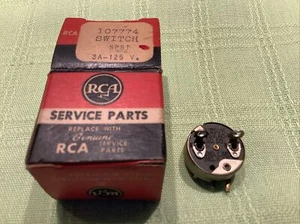 RCA
107774
SWITCH
SPST
3A-125 V.
RCA
SERVICE PARTS
REPLACE WITH
Genuine
RCA SERVICE
PARTS